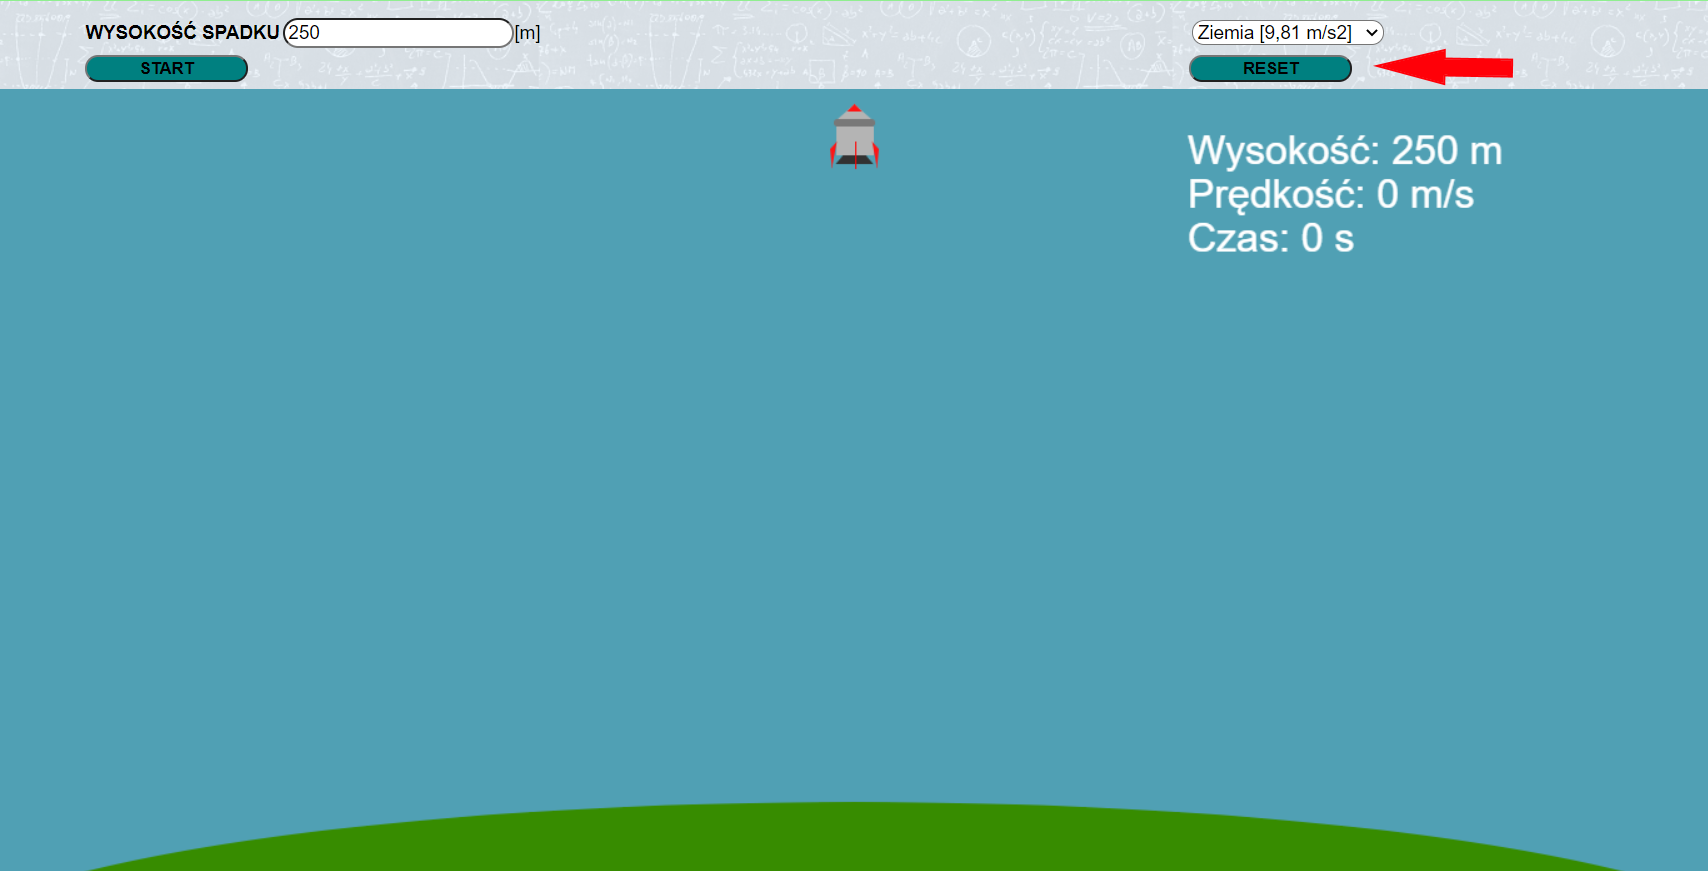 WYSOKOŚĆ SPADKU 250 [m]
Ziemia [9,81 m/s2]
START
RESET
Wysokość: 250 m
Prędkość: 0 m/s
Czas: 0 s